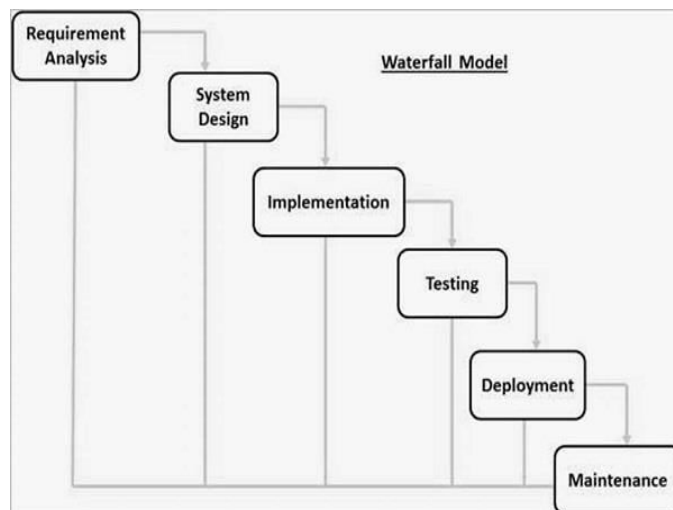 Requirement
Analysis
Waterfall Model
System
Design
Implementation
Testing
Deployment
Maintenance